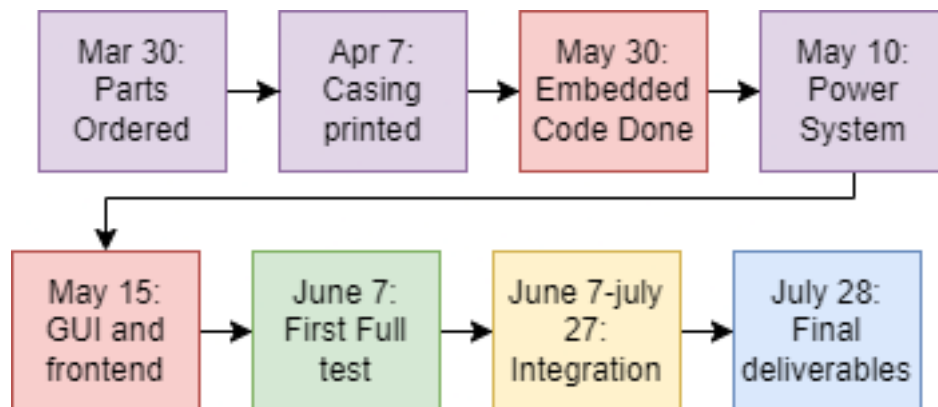 Mar 30:
Parts
Ordered
Apr 7:
Casing
printed
May 30:
Embedded
Code Done
May 10:
Power
System
May 15:
GUI and
frontend
June 7:
First Full
test
June 7-july
27:
Integration
July 28:
Final
deliverables